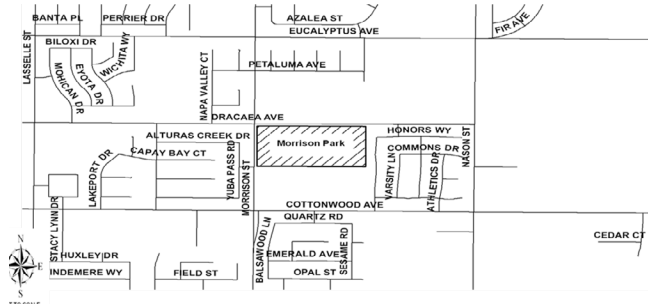 BANTA PL
PERRIER DR
AZALEA ST
FIR AVE
EUCALYPTUS AVE
LASSELLE ST
BILOXI DR
WICHITA WY
EYOTA DR
MOHICAN DR
NAPA VALLEY CT
PETALUMA AVE
DRACAEA AVE
ALTURAS CREEK DR
Morrison Park
HONORS WY
CAPAY BAY CT
COMMONS DR
NASON ST
LAKEPORT DR
YUBA PASS RD
MORRISON ST
VARSITY LN
ATHLETICS DR
COTTONWOOD AVE
STACY LYNN DR
QUARTZ RD
BALSAWOOD LN
SESAME RD
CEDAR CT
N
E
S
HUXLEY DR
EMERALD AVE
INDEMERE WY
FIELD ST
OPAL ST